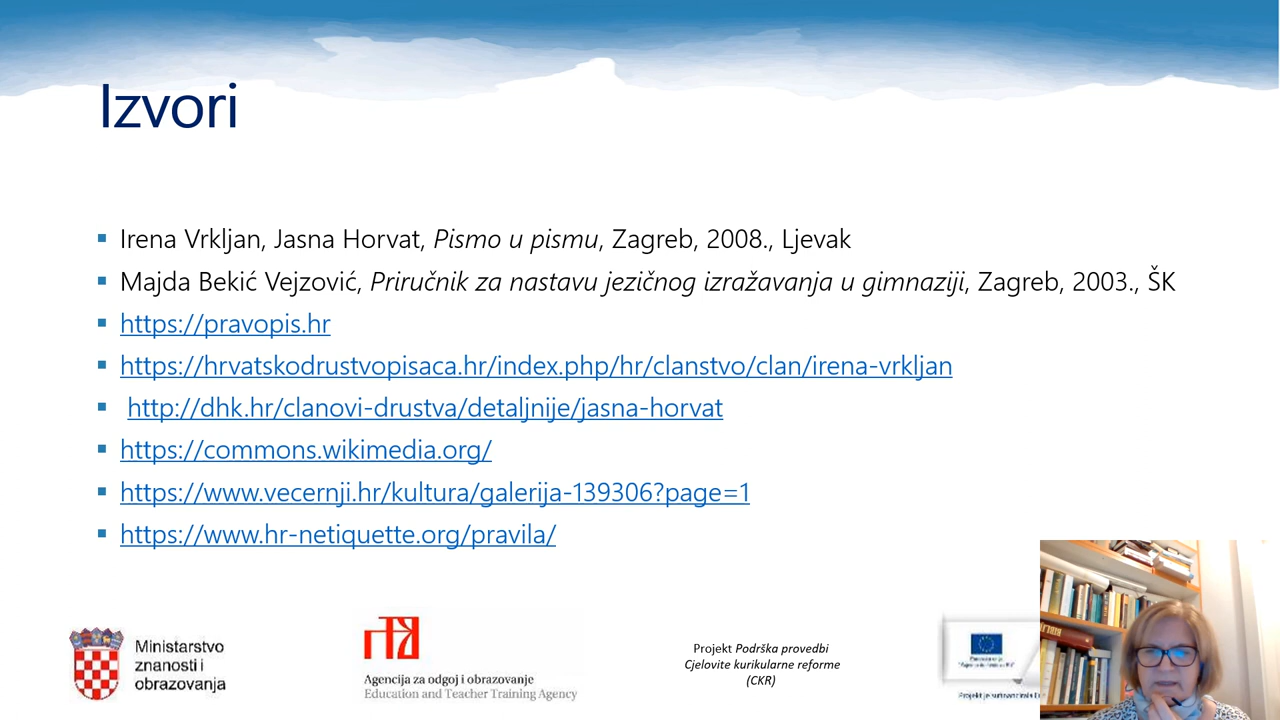 Izvori
Irena Vrkljan, Jasna Horvat, Pismo u pismu, Zagreb, 2008., Ljevak
Majda Bekić Vejzović, Priručnik za nastavu jezičnog izražavanja u gimnaziji, Zagreb, 2003., ŠK
https://pravopis.hr
https://hrvatskodrustvopisaca.hr/index.php/hr/clanstvo/clan/irena-vrkljan
http://dhk.hr/clanovi-drustva/detaljnije/jasna-horvat
https://commons.wikimedia.org/
https://www.vecernji.hr/kultura/galerija-139306?page=1
https://www.hr-netiquette.org/pravila/
Ministarstvo
znanosti i
obrazovanja
Agencija za odgoj i obrazovanje
Education and Teacher Training Agency
Projekt Podrška provedbi
Cjelovite kurikularne reforme
(CKR)
Projekt je sufinancirala